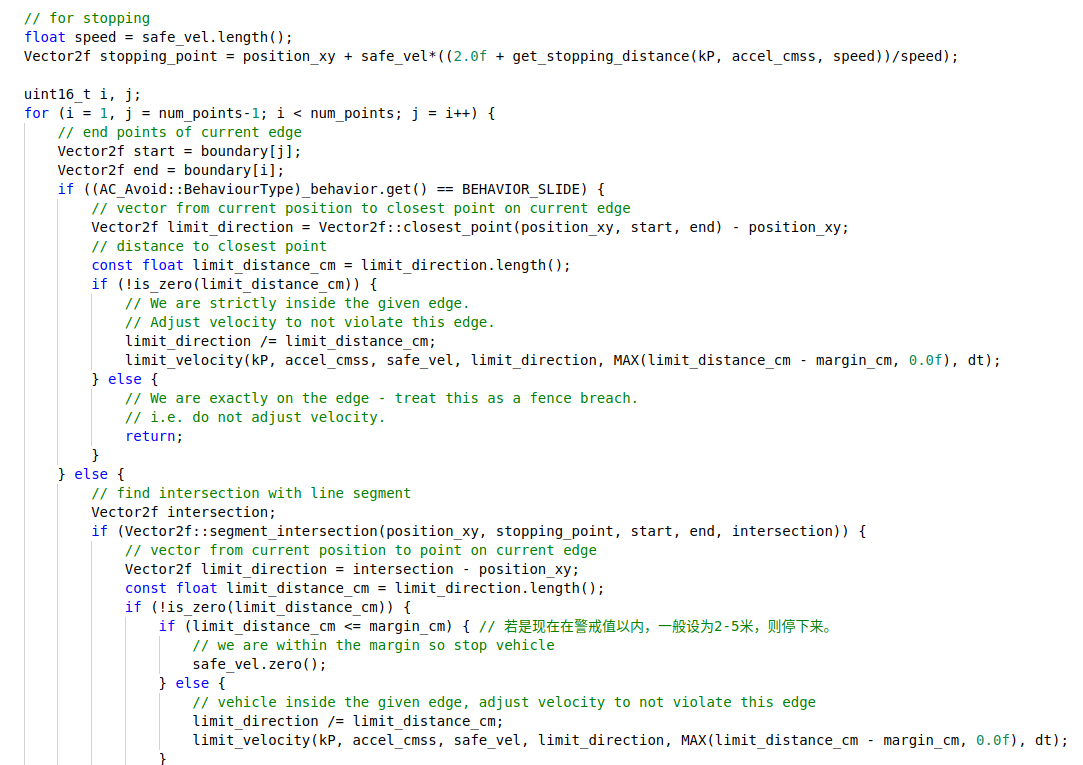 // for stopping
float speed = safe_vel.length();
Vector2f stopping_point = position_xy + safe_vel*((2.0f + get_stopping_distance(kP, accel_cmss, speed))/speed);

uint16_t i, j;
for (i = 1, j = num_points-1; i < num_points; j = i++) {
    // end points of current edge
    Vector2f start = boundary[j];
    Vector2f end = boundary[i];
    if ((AC_Avoid::BehaviourType)_behavior.get() == BEHAVIOR_SLIDE) {
        // vector from current position to closest point on current edge
        Vector2f limit_direction = Vector2f::closest_point(position_xy, start, end) - position_xy;
        // distance to closest point
        const float limit_distance_cm = limit_direction.length();
        if (!is_zero(limit_distance_cm)) {
            // We are strictly inside the given edge.
            // Adjust velocity to not violate this edge.
            limit_direction /= limit_distance_cm;
            limit_velocity(kP, accel_cmss, safe_vel, limit_direction, MAX(limit_distance_cm - margin_cm, 0.0f), dt);
        } else {
            // We are exactly on the edge - treat this as a fence breach.
            // i.e. do not adjust velocity.
            return;
        }
    } else {
        // find intersection with line segment
        Vector2f intersection;
        if (Vector2f::segment_intersection(position_xy, stopping_point, start, end, intersection)) {
            // vector from current position to point on current edge
            Vector2f limit_direction = intersection - position_xy;
            const float limit_distance_cm = limit_direction.length();
            if (!is_zero(limit_distance_cm)) {
                if (limit_distance_cm <= margin_cm) { // 若是现在在警戒值以内，一般设为2-5米，则停下来。
                    // we are within the margin so stop vehicle
                    safe_vel.zero();
                } else {
                    // vehicle inside the given edge, adjust velocity to not violate this edge
                    limit_direction /= limit_distance_cm;
                    limit_velocity(kP, accel_cmss, safe_vel, limit_direction, MAX(limit_distance_cm - margin_cm, 0.0f), dt);
                }